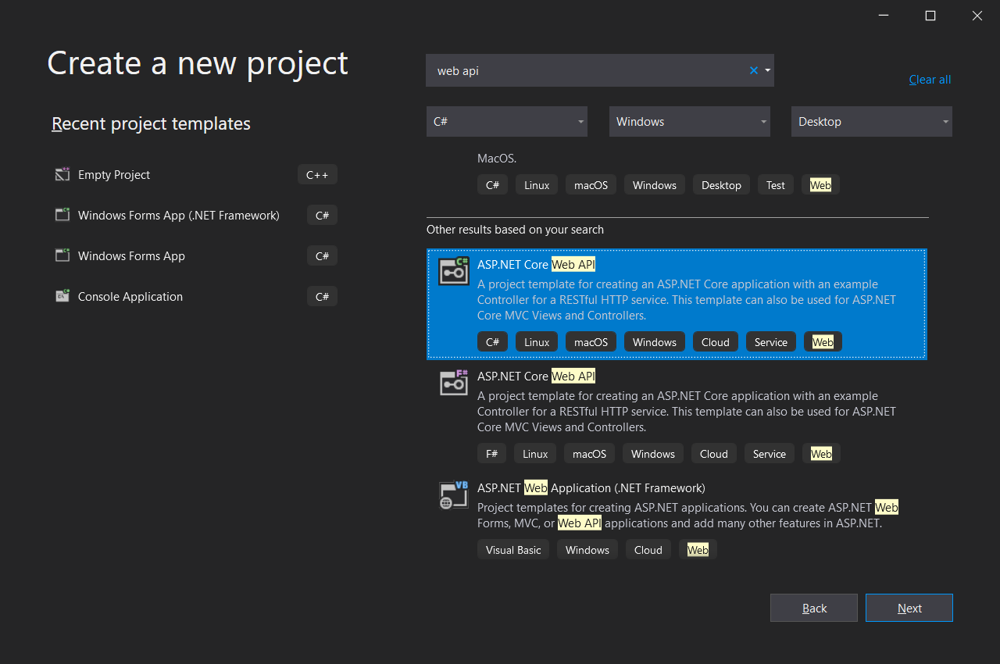 Create a new project
Recent project templates
Empty Project
C++
Windows Forms App (.NET Framework)
C#
Windows Forms App
C#
Console Application
C#
web api
Clear all
C#
Windows
Desktop
MacOS.
C# Linux macOS Windows Desktop Test Web
Other results based on your search
C#
ASP.NET Core Web API
A project template for creating an ASP.NET Core application with an example
Controller for a RESTful HTTP service. This template can also be used for ASP.NET
Core MVC Views and Controllers.
C# Linux macOS Windows Cloud Service Web
F#
ASP.NET Core Web API
A project template for creating an ASP.NET Core application with an example
Controller for a RESTful HTTP service. This template can also be used for ASP.NET
Core MVC Views and Controllers.
F# Linux macOS Windows Cloud Service Web
VB
ASP.NET Web Application (.NET Framework)
Project templates for creating ASP.NET applications. You can create ASP.NET Web
Forms, MVC, or Web API applications and add many other features in ASP.NET.
Visual Basic Windows Cloud Web
Back
Next